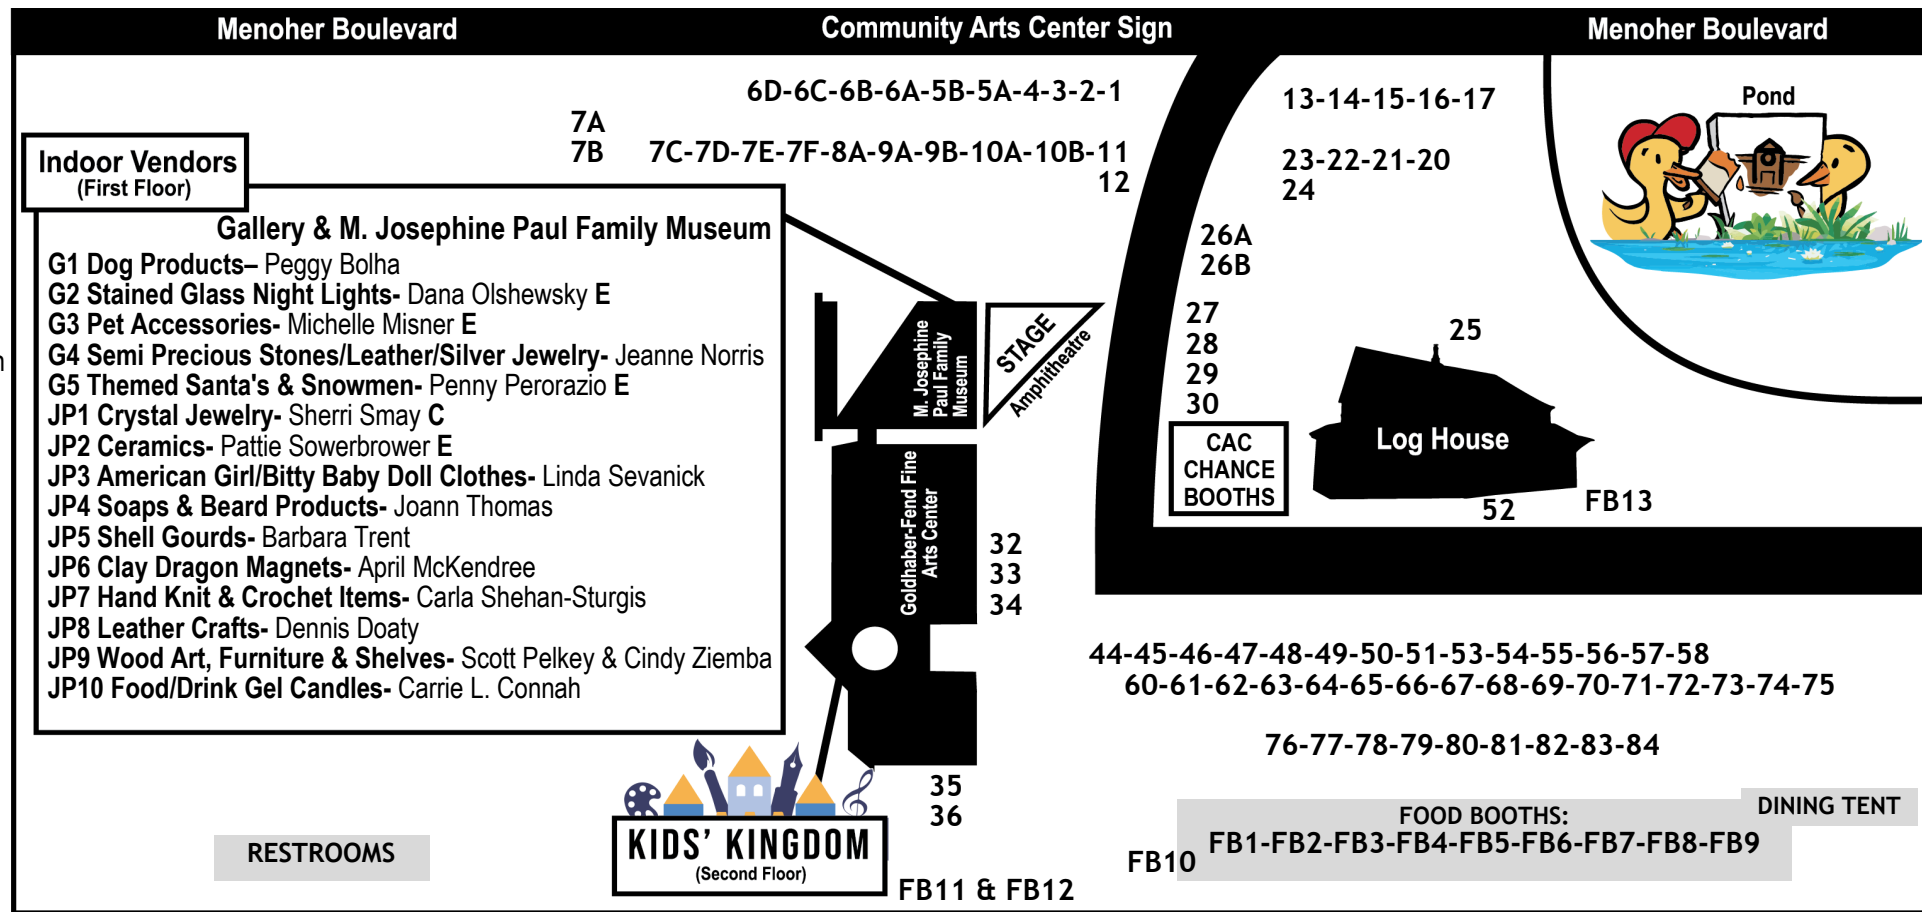 Menoher Boulevard
Community Arts Center Sign
Menoher Boulevard
6D-6C-6B-6A-5B-5A-4-3-2-1
7A
7B
7C-7D-7E-7F-8A-9A-9B-10A-10B-11
12
13-14-15-16-17
23-22-21-20
24
Pond
Indoor Vendors
(First Floor)
Gallery & M. Josephine Paul Family Museum
G1 Dog Products– Peggy Bolha
G2 Stained Glass Night Lights- Dana Olshewsky E
G3 Pet Accessories- Michelle Misner E
G4 Semi Precious Stones/Leather/Silver Jewelry- Jeanne Norris
G5 Themed Santa's & Snowmen- Penny Perorazio E
JP1 Crystal Jewelry- Sherri Smay C
JP2 Ceramics- Pattie Sowerbrower E
JP3 American Girl/Bitty Baby Doll Clothes- Linda Sevanick
JP4 Soaps & Beard Products- Joann Thomas
JP5 Shell Gourds- Barbara Trent
JP6 Clay Dragon Magnets- April McKendree
JP7 Hand Knit & Crochet Items- Carla Shehan-Sturgis
JP8 Leather Crafts- Dennis Doaty
JP9 Wood Art, Furniture & Shelves- Scott Pelkey & Cindy Ziemba
JP10 Food/Drink Gel Candles- Carrie L. Connah
M. Josephine
Paul Family
Museum
STAGE
Amphitheatre
26A
26B
27
28
29
30
CAC
CHANCE
BOOTHS
25
Log House
52
FB13
Goldhaber-Fend Fine
Arts Center
32
33
34
44-45-46-47-48-49-50-51-53-54-55-56-57-58
60-61-62-63-64-65-66-67-68-69-70-71-72-73-74-75
76-77-78-79-80-81-82-83-84
35
36
KIDS' KINGDOM
(Second Floor)
RESTROOMS
FB11 & FB12
FB10
FOOD BOOTHS:
FB1-FB2-FB3-FB4-FB5-FB6-FB7-FB8-FB9
DINING TENT